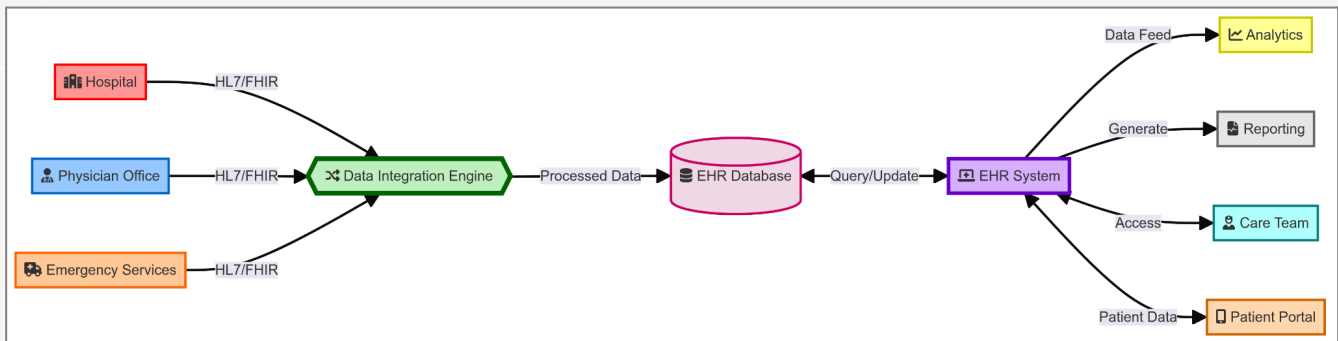 Hospital
HL7/FHIR
Physician Office
HL7/FHIR
Emergency Services
HL7/FHIR
Data Integration Engine
Processed Data
EHR Database
Query/Update
EHR System
Data Feed
Analytics
Generate
Reporting
Access
Care Team
Patient Data
Patient Portal